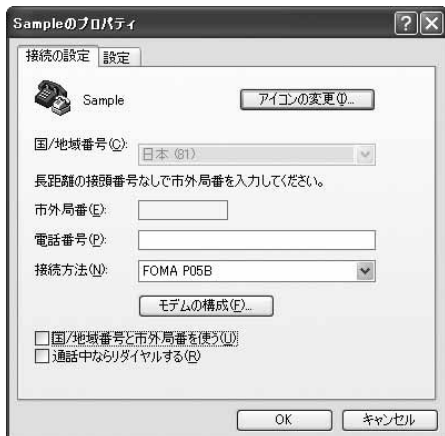 Sampleのプロパティ
接続の設定 設定
Sample アイコンの変更(I)...
国/地域番号(C): 日本 (81)
長距離の接頭番号なしで市外局番を入力してください。
市外局番(E):
電話番号(P):
接続方法(N): FOMA P05B
モデムの構成(F)...
国/地域番号と市外局番を使う(U)
通話中ならリダイヤルする(R)
OK キャンセル